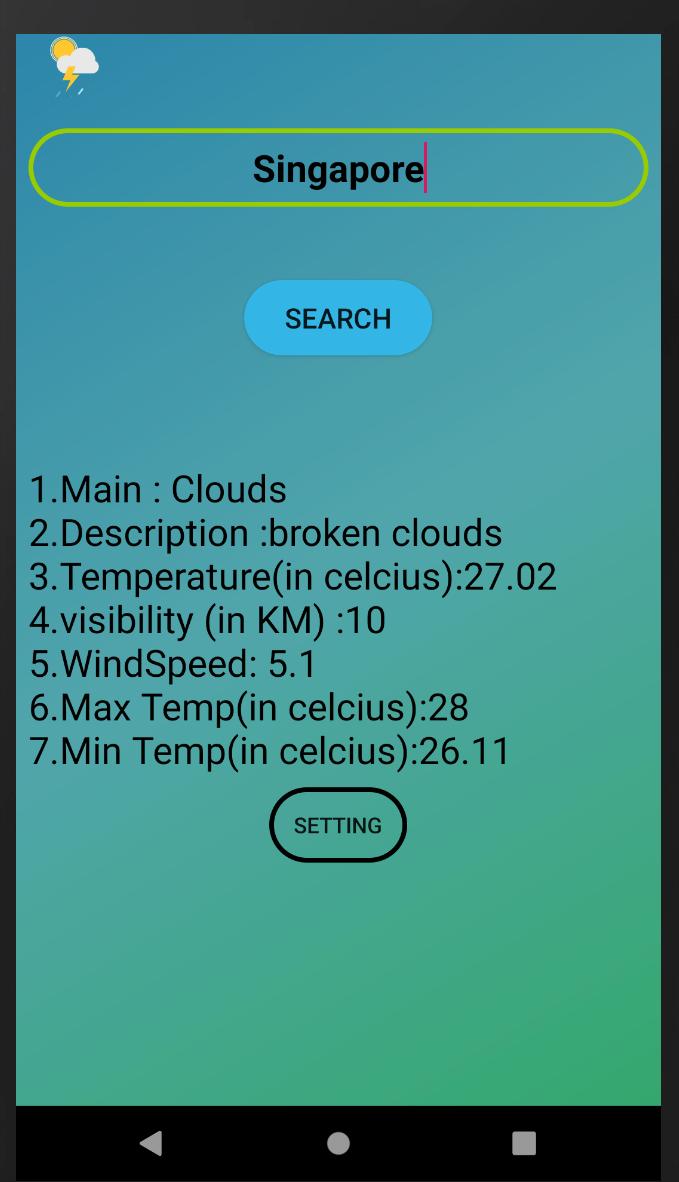 Singapore
SEARCH
1.Main : Clouds
2.Description :broken clouds
3.Temperature(in celcius):27.02
4.visibility (in KM) :10
5.WindSpeed: 5.1
6.Max Temp(in celcius):28
7.Min Temp(in celcius):26.11
SETTING